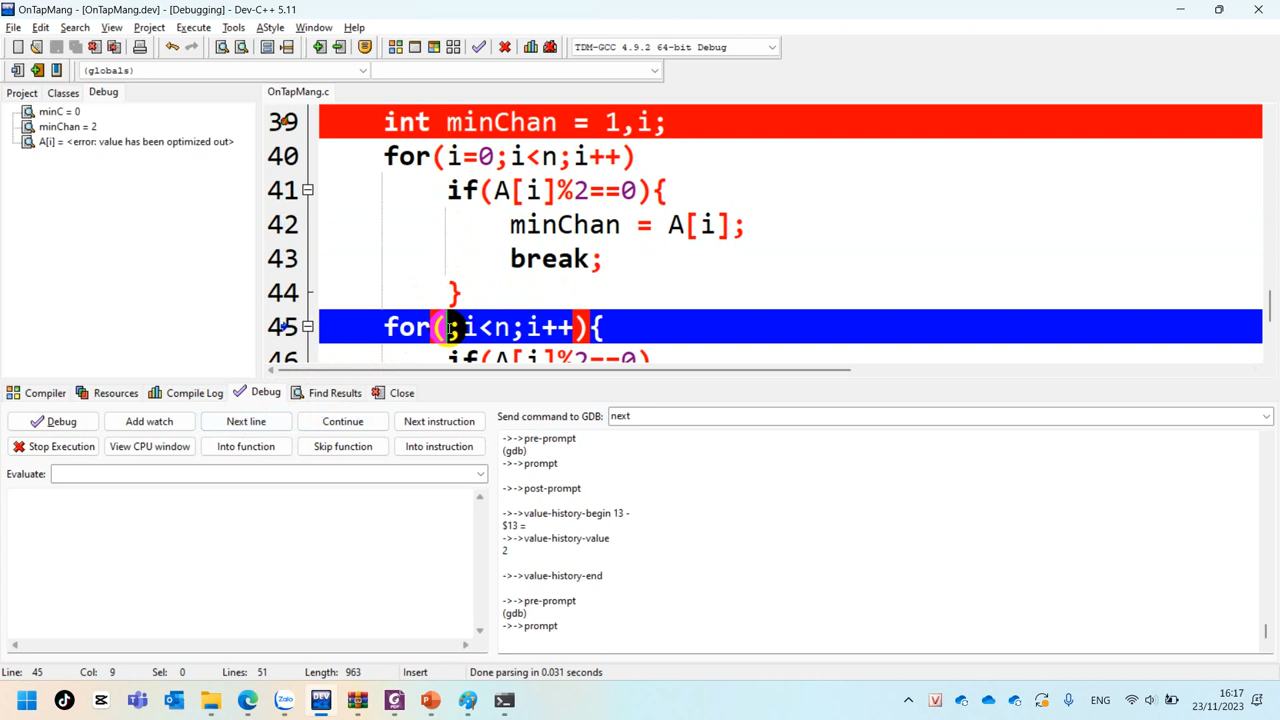 OnTapMang - [OnTapMang.dev] - [Debugging] - Dev-C++ 5.11
File Edit Search View Project Execute Tools AStyle Window Help
TDM-GCC 4.9.2 64-bit Debug
(globals)
Project Classes Debug
OnTapMang.c
minC = 0
minChan = 2
A[i] = <error: value has been optimized out>
39 int minChan = 1,i;
40 for(i=0;i<n;i++)
41 if(A[i]%2==0){
42 minChan = A[i];
43 break;
44 }
45 for(;i<n;i++){
46 if(A[i]%2==0)
Compiler Resources Compile Log Debug Find Results Close
Debug Add watch Next line Continue Next instruction
Stop Execution View CPU window Into function Skip function Into instruction
Evaluate:
Send command to GDB: next
->->pre-prompt
(gdb)
->->prompt
->->post-prompt
->->value-history-begin 13 -
$13 =
->->value-history-value
2
->->value-history-end
->->pre-prompt
(gdb)
->->prompt
Line: 45 Col: 9 Sel: 0 Lines: 51 Length: 963 Insert Done parsing in 0.031 seconds
Zalo DEV V ENG 16:17
23/11/2023